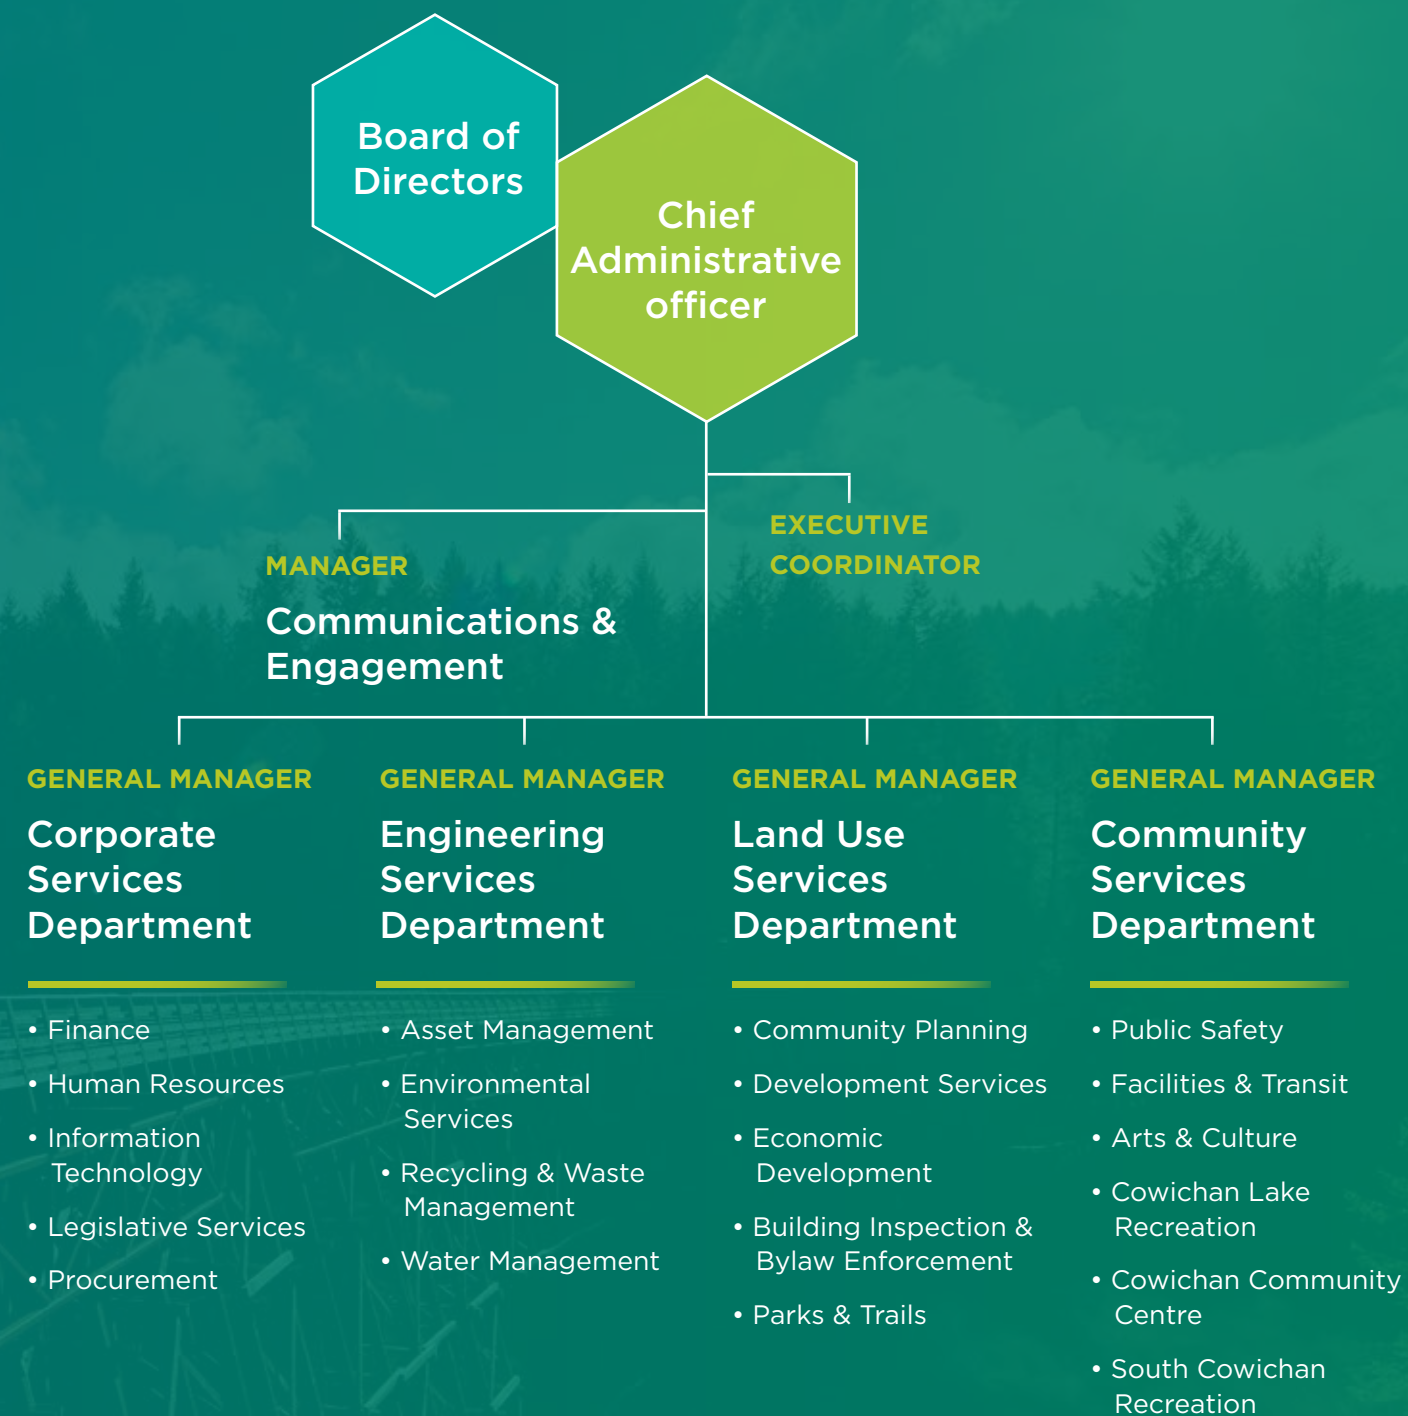 Board of
Directors
Chief
Administrative
officer
EXECUTIVE
COORDINATOR
MANAGER
Communications &
Engagement
GENERAL MANAGER
Corporate
Services
Department
• Finance
• Human Resources
• Information
Technology
• Legislative Services
• Procurement
GENERAL MANAGER
Engineering
Services
Department
• Asset Management
• Environmental
Services
• Recycling & Waste
Management
• Water Management
GENERAL MANAGER
Land Use
Services
Department
• Community Planning
• Development Services
• Economic
Development
• Building Inspection &
Bylaw Enforcement
• Parks & Trails
GENERAL MANAGER
Community
Services
Department
• Public Safety
• Facilities & Transit
• Arts & Culture
• Cowichan Lake
Recreation
• Cowichan Community
Centre
• South Cowichan
Recreation